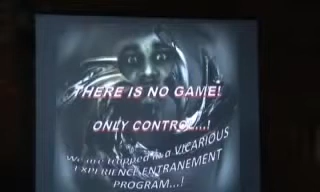 THERE IS NO GAME!
ONLY CONTROL...!
We are trapped in a VICARIOUS
EXPERIENCE ENTRANEMENT
PROGRAM...!